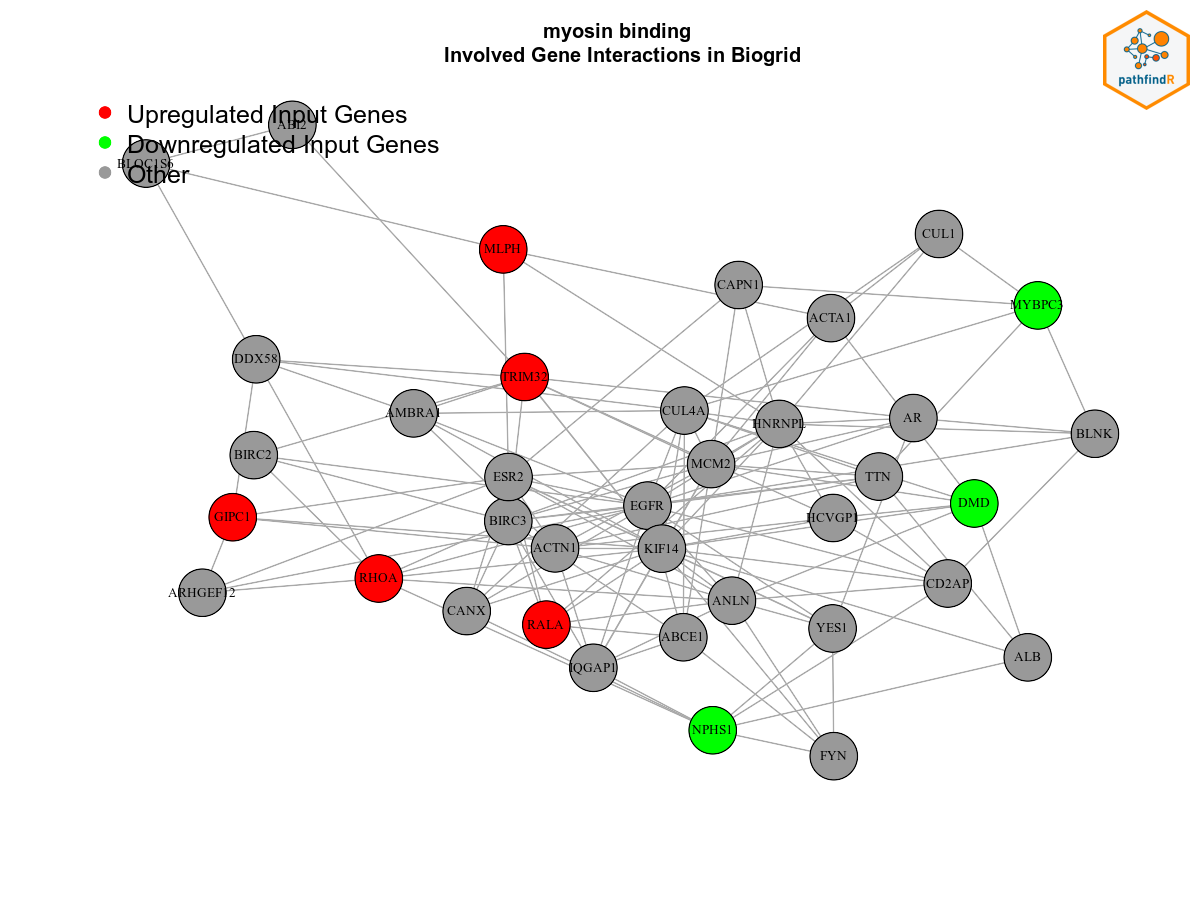 myosin binding
Involved Gene Interactions in Biogrid
pathfindR
Upregulated Input Genes
ABI2
Downregulated Input Genes
BLOC1S6
Other
CUL1
MLPH
CAPN1
MYBPC3
ACTA1
DDX58
TRIM32
AMBRA1
CUL4A
AR
HNRNPL
BLNK
BIRC2
MCM2
ESR2
TTN
DMD
EGFR
GIPC1
HCVGP1
BIRC3
ACTN1
KIF14
RHOA
CD2AP
ARHGEF12
ANLN
CANX
RALA
YES1
ABCE1
ALB
IQGAP1
NPHS1
FYN